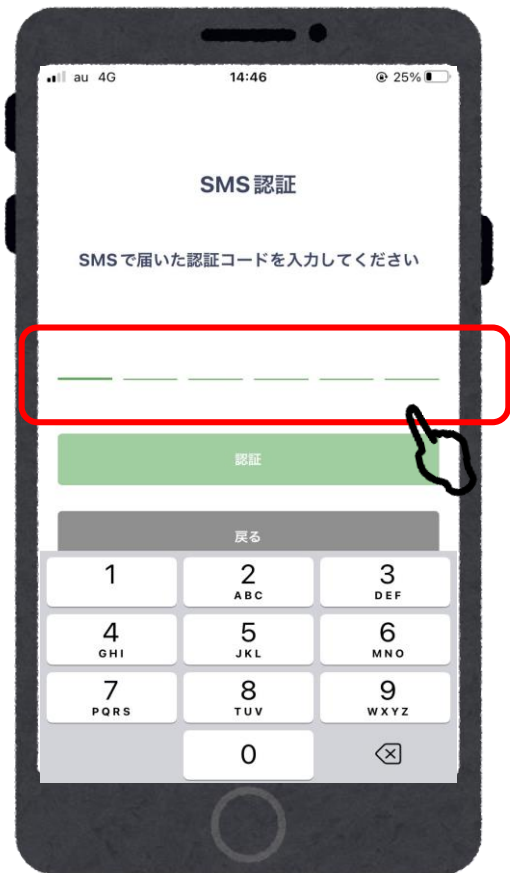 au 4G 14:46 25%
SMS認証
SMSで届いた認証コードを入力してください
認証
戻る
1 2 3
ABC DEF
4 5 6
GHI JKL MNO
7 8 9
PQRS TUV WXYZ
0